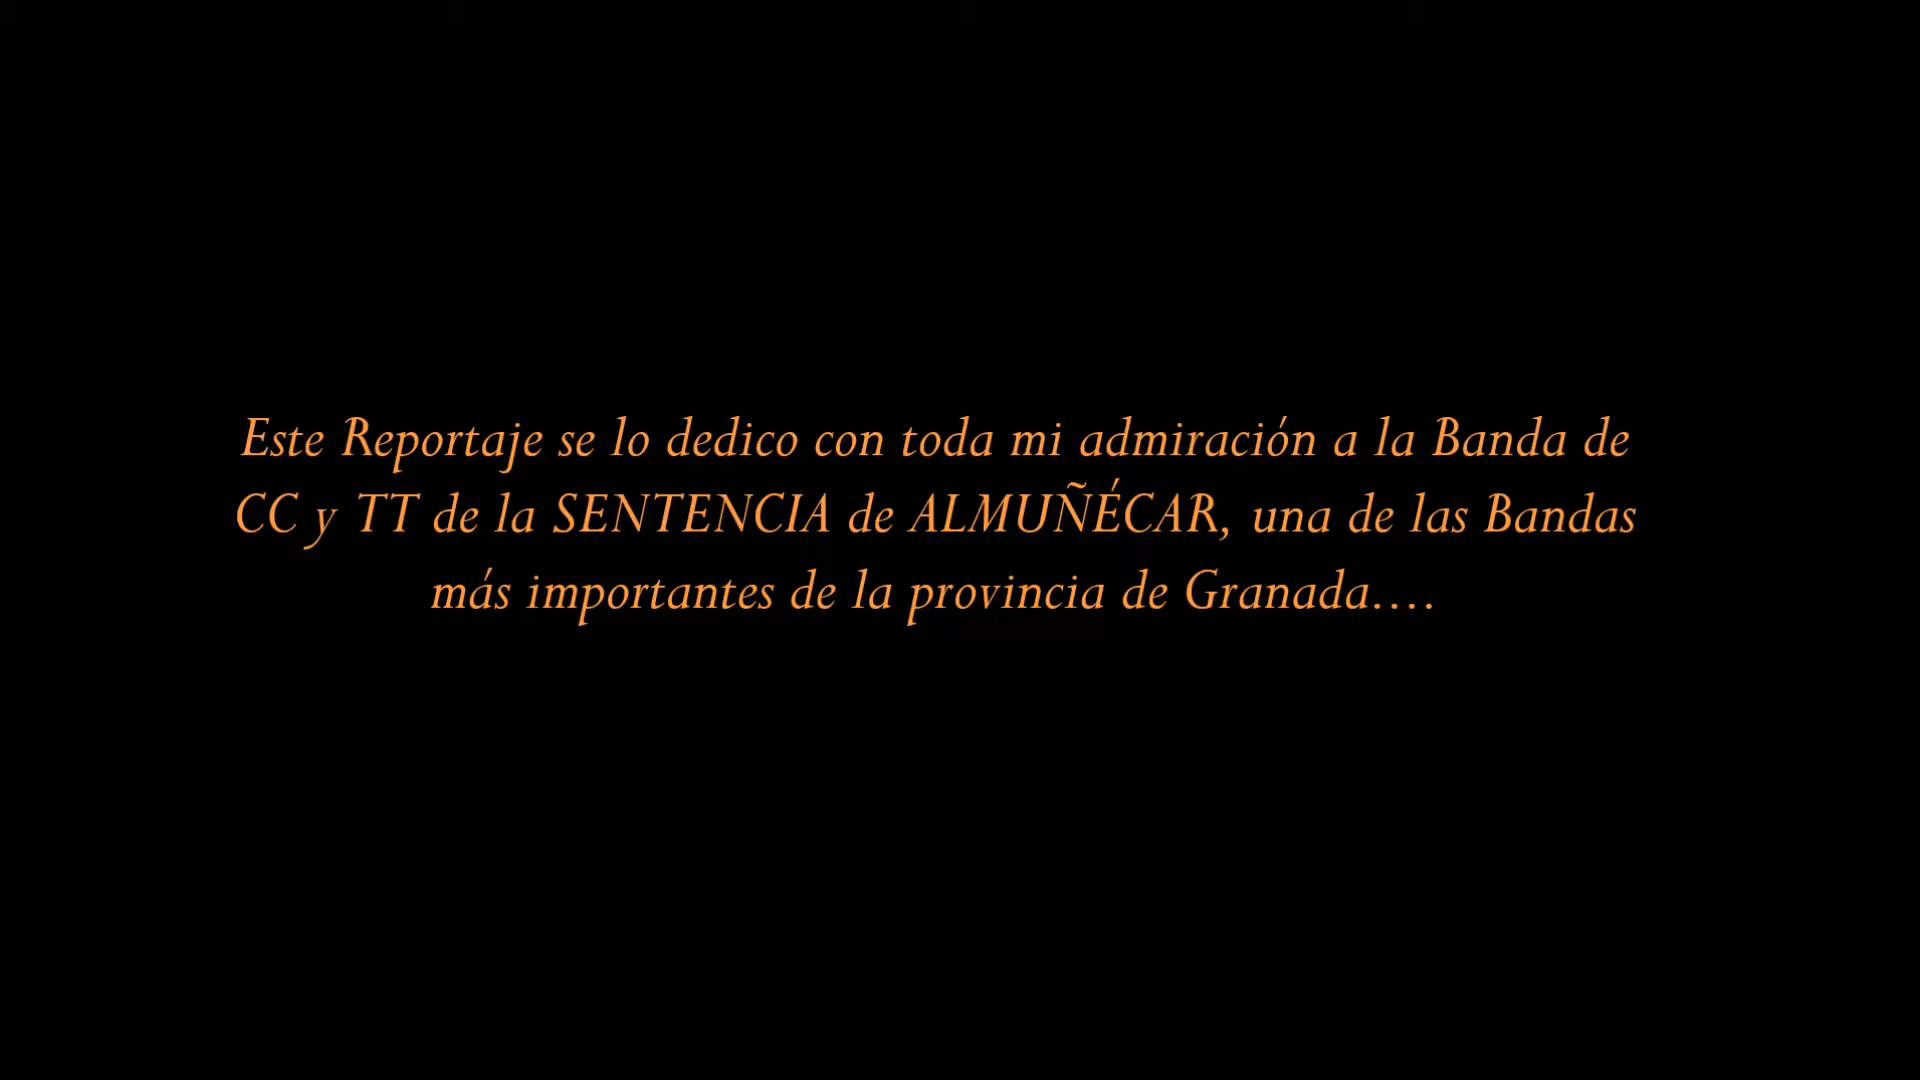 Este Reportaje se lo dedico con toda mi admiración a la Banda de
CC y TT de la SENTENCIA de ALMUÑÉCAR, una de las Bandas
más importantes de la provincia de Granada....